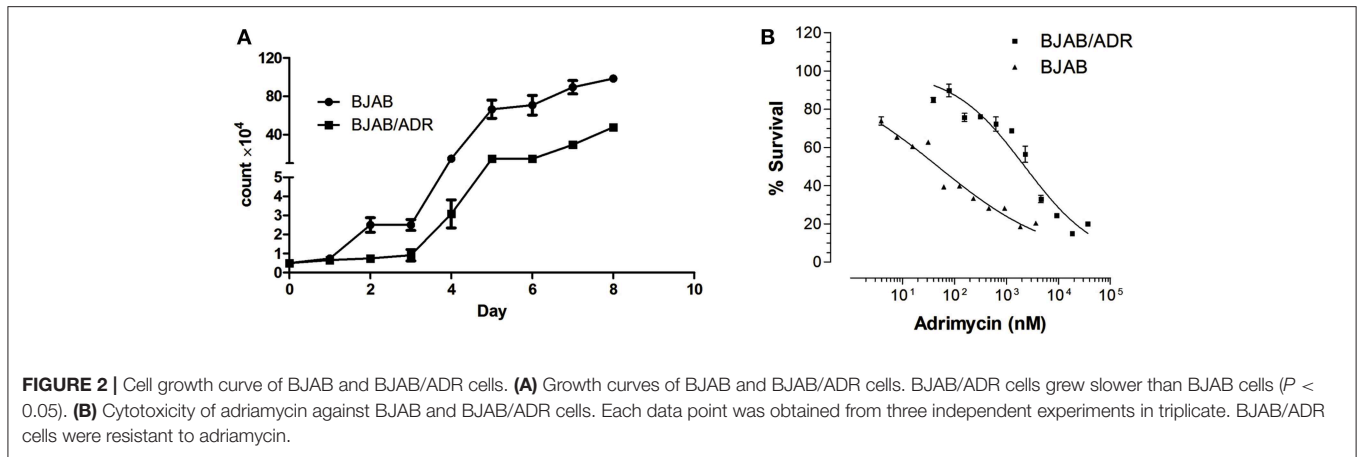 A
120
80
40
5
4
3
2
1
0
count ×10⁴
0 2 4 6 8 10
Day
BJAB
BJAB/ADR
B
120
100
80
60
40
20
0
% Survival
BJAB/ADR
BJAB
10¹ 10² 10³ 10⁴ 10⁵
Adrimycin (nM)
FIGURE 2 | Cell growth curve of BJAB and BJAB/ADR cells. (A) Growth curves of BJAB and BJAB/ADR cells. BJAB/ADR cells grew slower than BJAB cells (P <
0.05). (B) Cytotoxicity of adriamycin against BJAB and BJAB/ADR cells. Each data point was obtained from three independent experiments in triplicate. BJAB/ADR
cells were resistant to adriamycin.